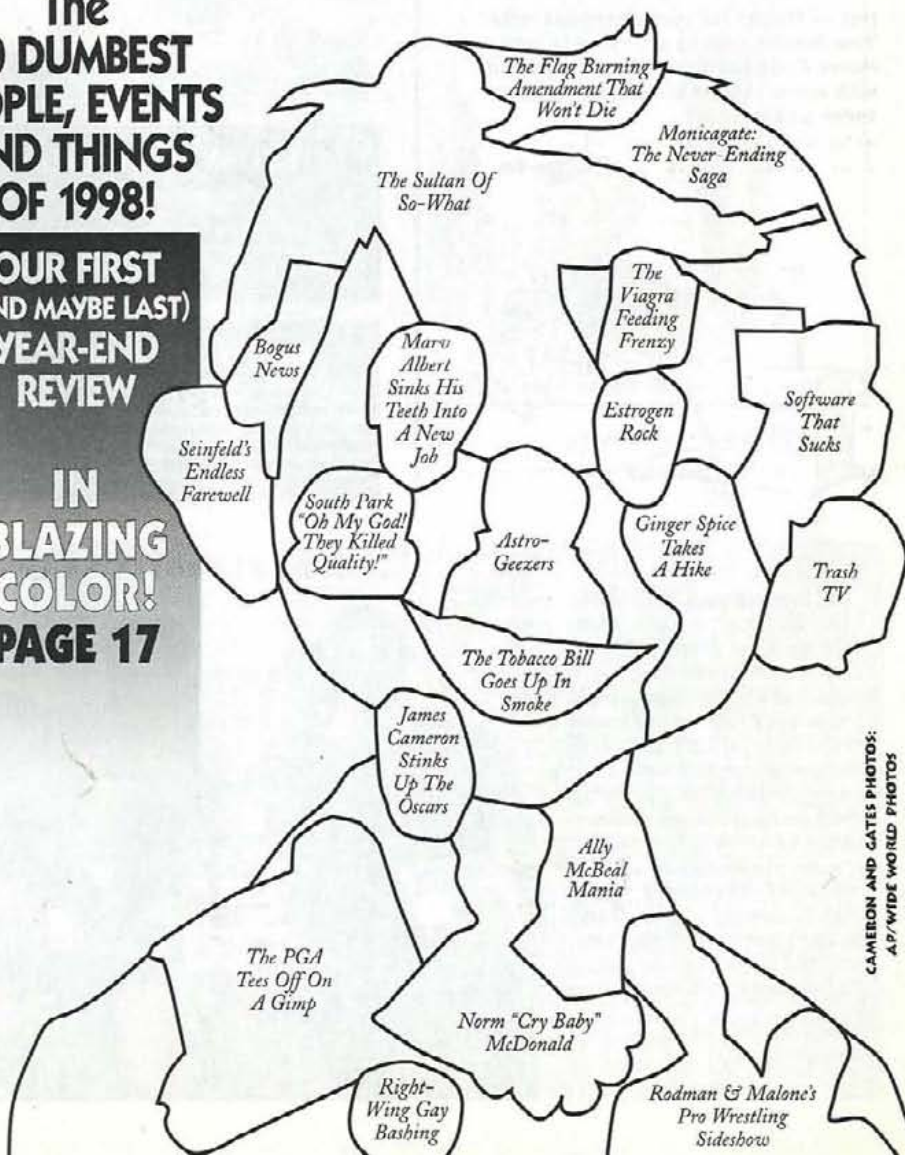 The
0 DUMBEST
OPLE, EVENTS
ND THINGS
OF 1998!
OUR FIRST
ND MAYBE LAST)
YEAR-END
REVIEW
IN
BLAZING
COLOR!
PAGE 17
The Flag Burning
Amendment That
Won't Die
Monicagate:
The Never-Ending
Saga
The Sultan Of
So-What
The
Viagra
Feeding
Frenzy
Bogus
News
Marv
Albert
Sinks His
Teeth Into
A New
Job
Estrogen
Rock
Software
That
Sucks
Seinfeld's
Endless
Farewell
South Park
"Oh My God!
They Killed
Quality!"
Astro-
Geezers
Ginger Spice
Takes
A Hike
Trash
TV
The Tobacco Bill
Goes Up In
Smoke
James
Cameron
Stinks
Up The
Oscars
Ally
McBeal
Mania
The PGA
Tees Off On
A Gimp
Norm "Cry Baby"
McDonald
Right-
Wing Gay
Bashing
Rodman & Malone's
Pro Wrestling
Sideshow
CAMERON AND GATES PHOTOS:
AP/WIDE WORLD PHOTOS